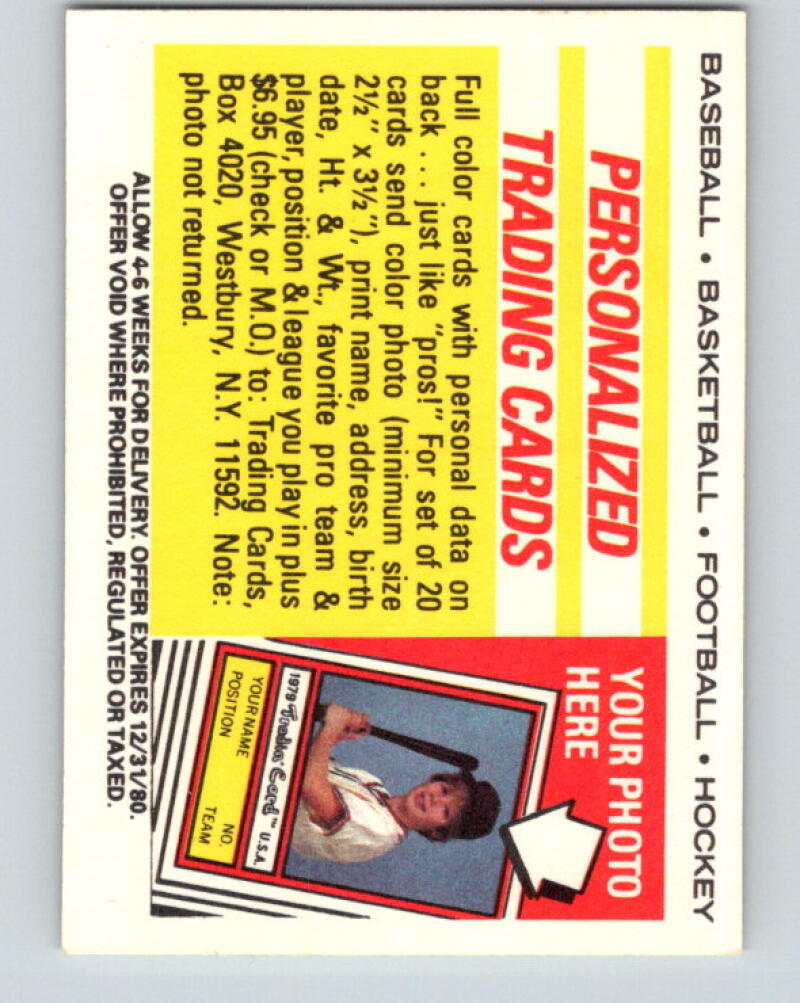 BASEBALL • BASKETBALL • FOOTBALL • HOCKEY
PERSONALIZED
TRADING CARDS
Full color cards with personal data on
back . . . just like "pros!" For set of 20
cards send color photo (minimum size
2½" x 3½"), print name, address, birth
date, Ht. & Wt., favorite pro team &
player, position & league you play in plus
$6.95 (check or M.O.) to: Trading Cards,
Box 4020, Westbury, N.Y. 11592. Note:
photo not returned.
YOUR PHOTO
HERE
1979 Tradin' Card™ U.S.A.
YOUR NAME NO.
POSITION TEAM
ALLOW 4-6 WEEKS FOR DELIVERY. OFFER EXPIRES 12/31/80.
OFFER VOID WHERE PROHIBITED, REGULATED OR TAXED.